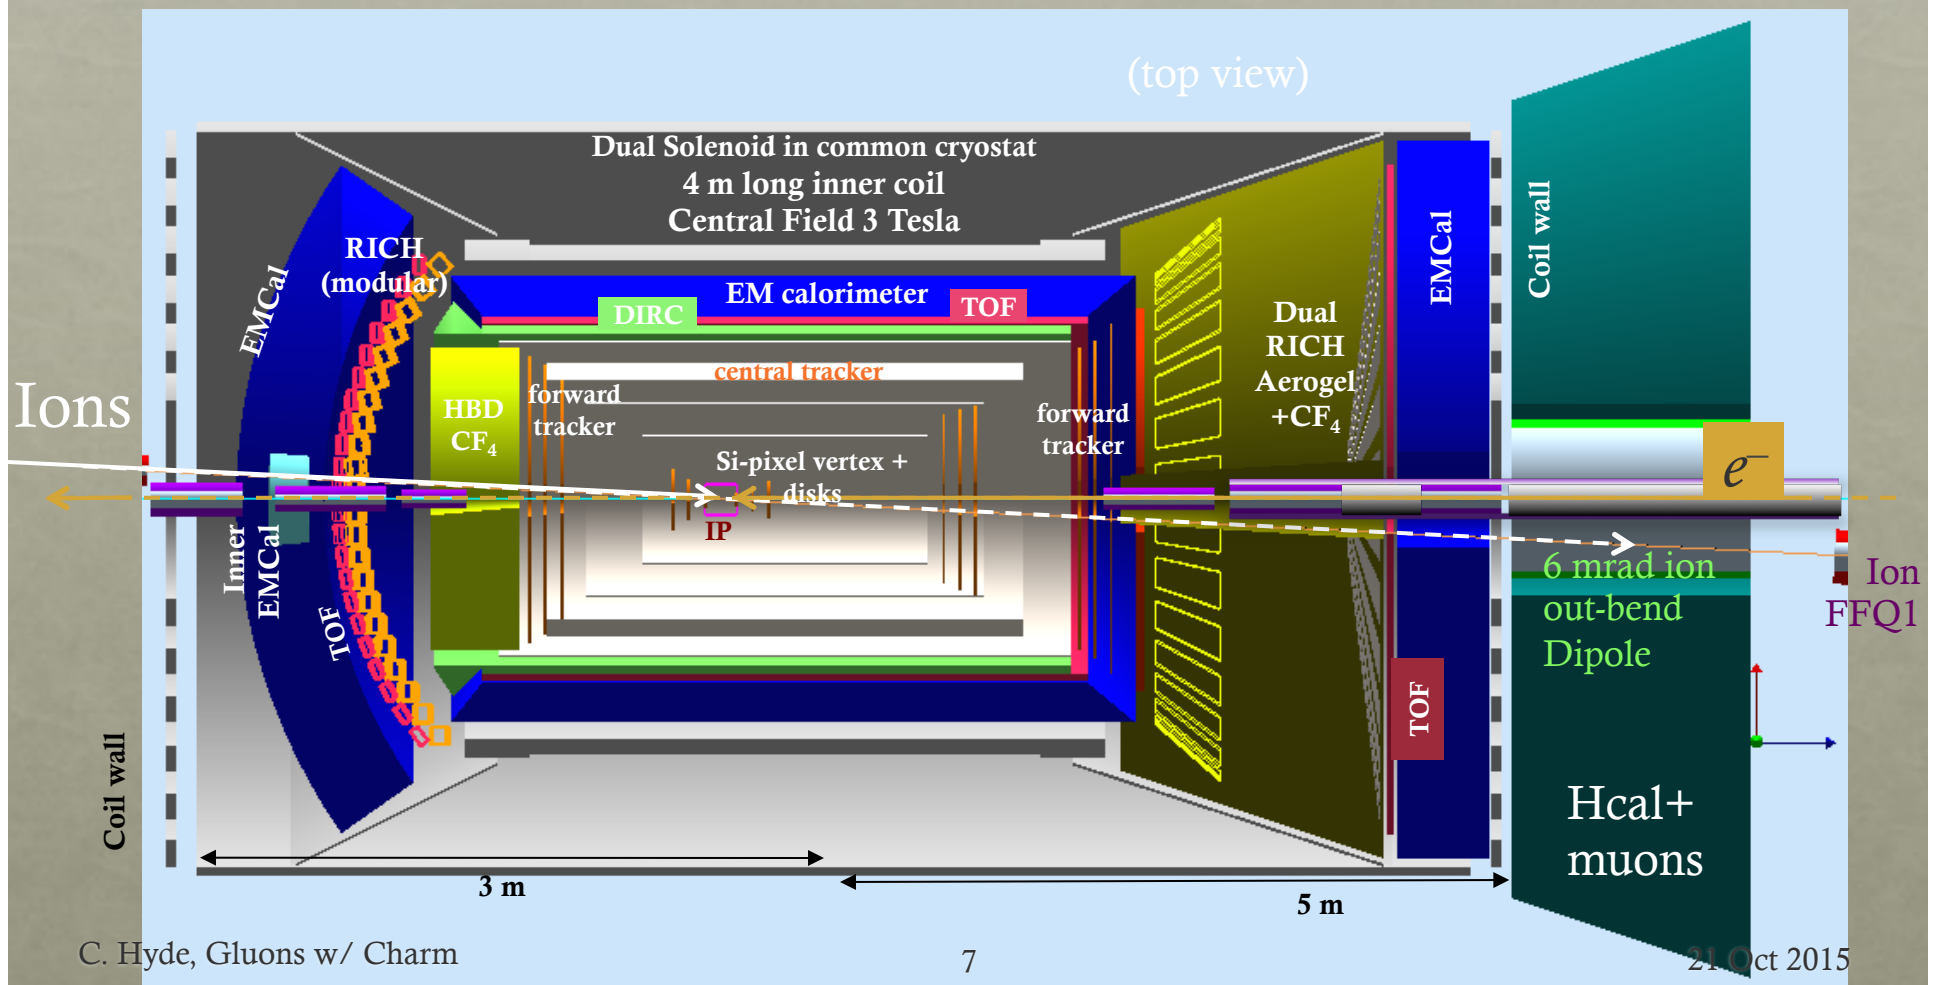 (top view)
Dual Solenoid in common cryostat
4 m long inner coil
Central Field 3 Tesla
RICH
(modular)
EMCal
EM calorimeter
DIRC
TOF
central tracker
HBD
CF₄
forward
tracker
forward
tracker
Si-pixel vertex +
disks
IP
Dual
RICH
Aerogel
+CF₄
EMCal
Coil wall
Ions
e⁻
Inner
EMCal
TOF
TOF
6 mrad ion
out-bend
Dipole
Ion
FFQ1
Coil wall
Hcal+
muons
3 m
5 m
C. Hyde, Gluons w/ Charm
7
21 Oct 2015